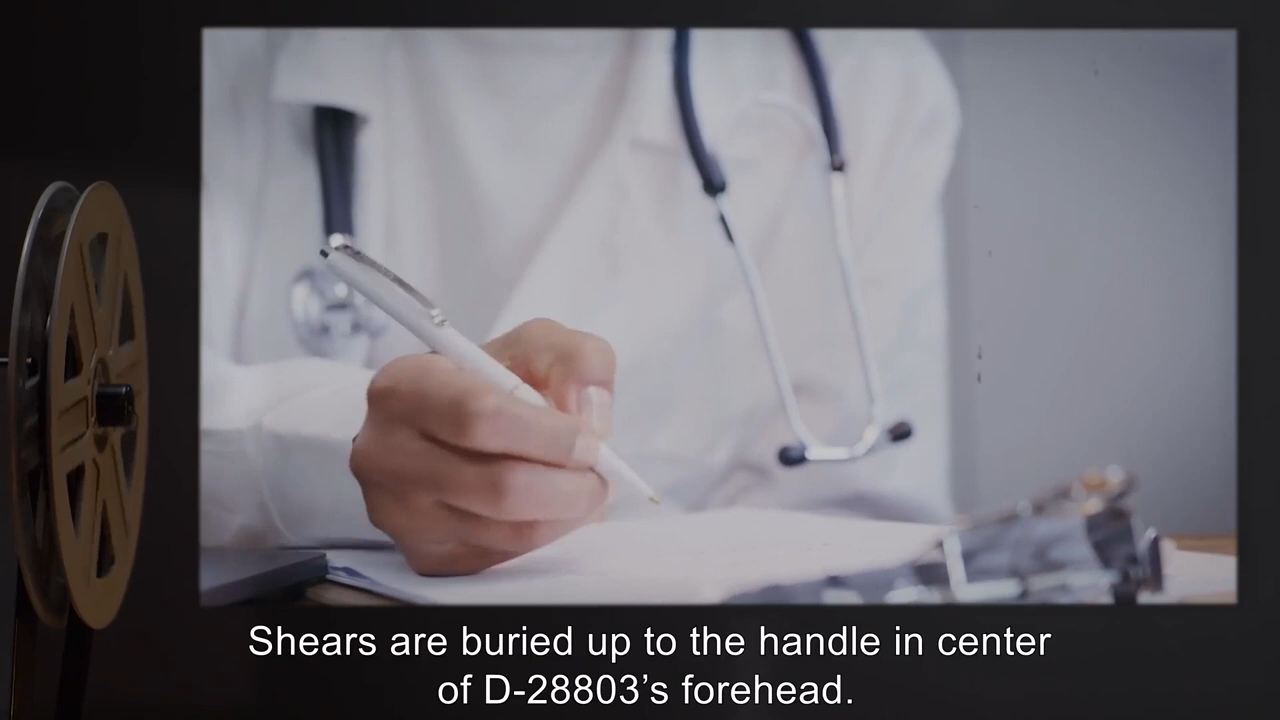 Shears are buried up to the handle in center
of D-28803’s forehead.